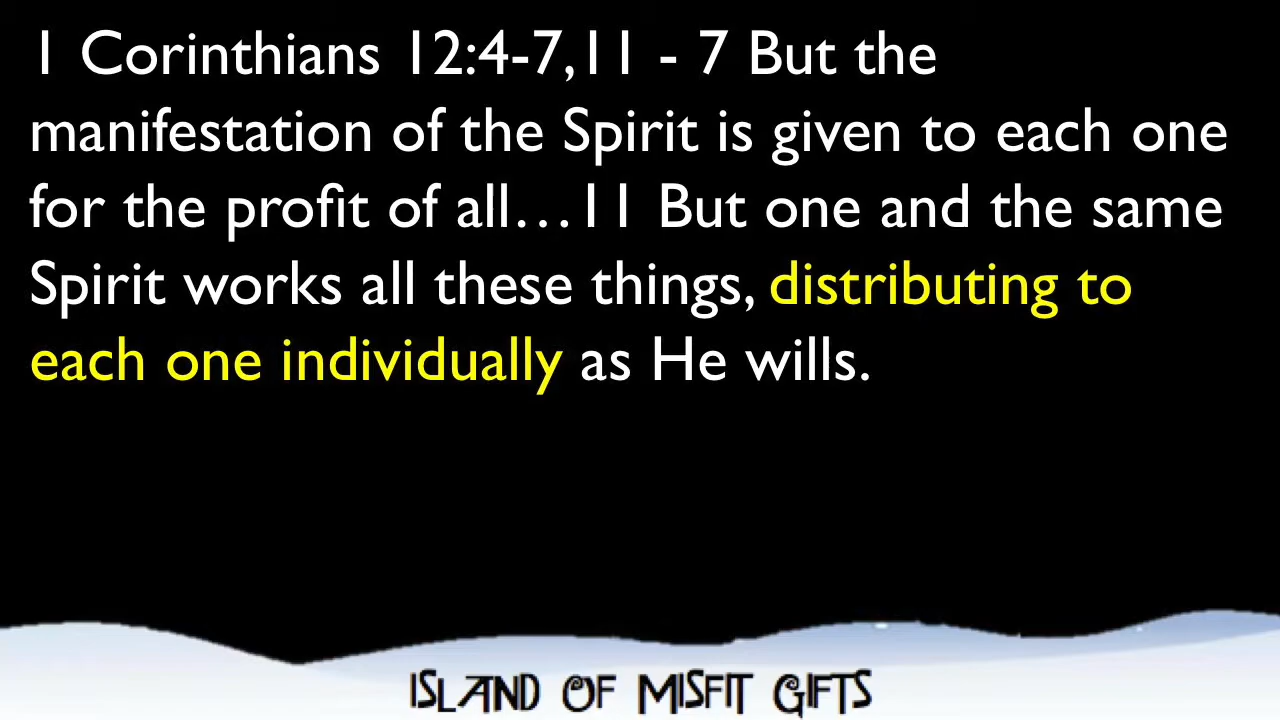 1 Corinthians 12:4-7,11 - 7 But the
manifestation of the Spirit is given to each one
for the profit of all…11 But one and the same
Spirit works all these things, distributing to
each one individually as He wills.
ISLAND OF MISFIT GIFTS